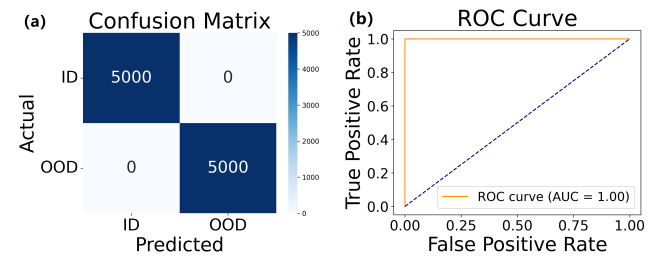 (a)
Confusion Matrix
Actual
ID
OOD
5000
0
0
5000
ID
OOD
Predicted
5000
4000
3000
2000
1000
0
(b)
ROC Curve
True Positive Rate
1.0
0.8
0.6
0.4
0.2
0.0
ROC curve (AUC = 1.00)
0.00
0.25
0.50
0.75
1.00
False Positive Rate